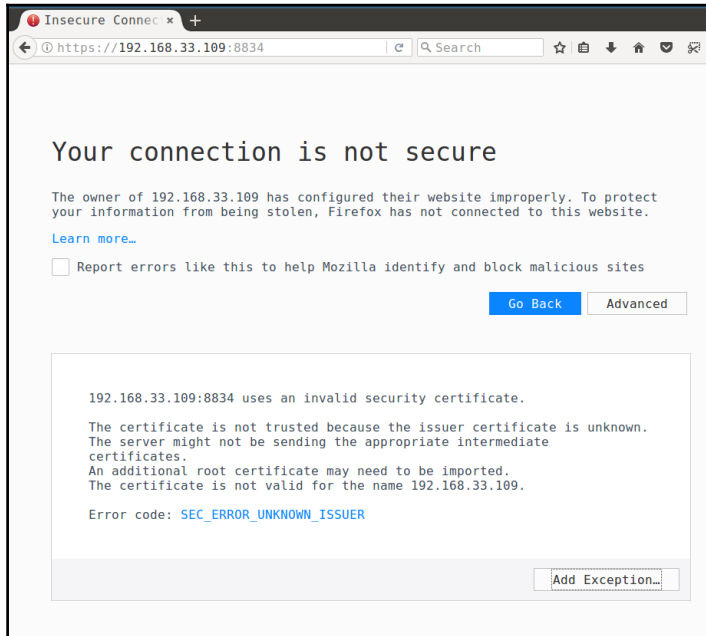 Insecure Connec × +
https://192.168.33.109:8834 Search
Your connection is not secure
The owner of 192.168.33.109 has configured their website improperly. To protect
your information from being stolen, Firefox has not connected to this website.
Learn more…
Report errors like this to help Mozilla identify and block malicious sites
Go Back Advanced
192.168.33.109:8834 uses an invalid security certificate.
The certificate is not trusted because the issuer certificate is unknown.
The server might not be sending the appropriate intermediate
certificates.
An additional root certificate may need to be imported.
The certificate is not valid for the name 192.168.33.109.
Error code: SEC_ERROR_UNKNOWN_ISSUER
Add Exception…